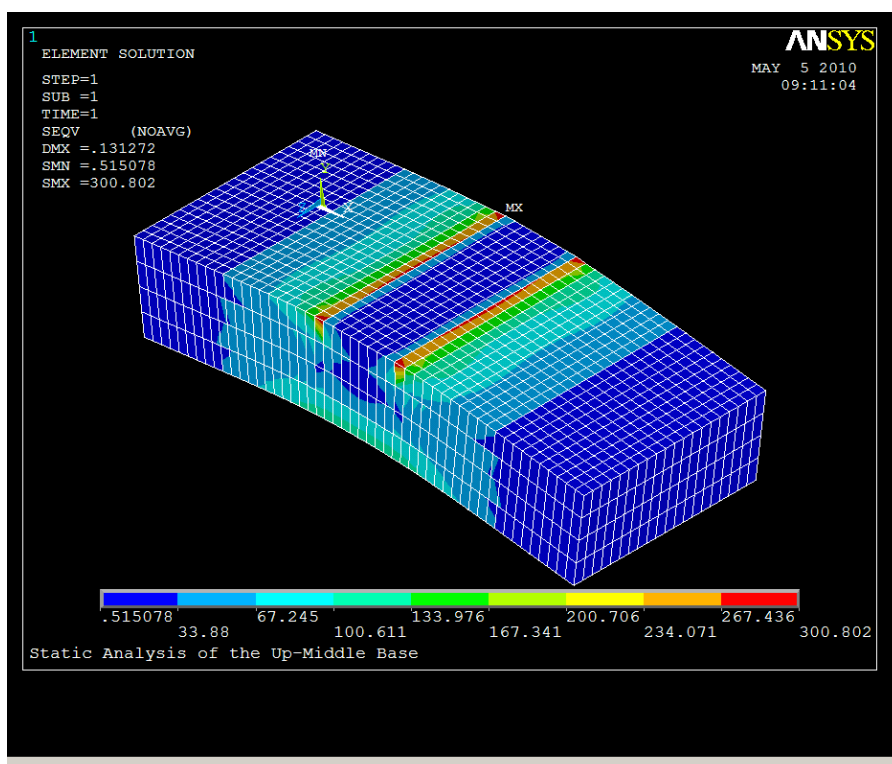 1
ELEMENT SOLUTION
STEP=1
SUB =1
TIME=1
SEQV (NOAVG)
DMX =.131272
SMN =.515078
SMX =300.802
ANSYS
MAY 5 2010
09:11:04
MN
Y
X
MX
.515078 67.245 133.976 200.706 267.436
33.88 100.611 167.341 234.071 300.802
Static Analysis of the Up-Middle Base